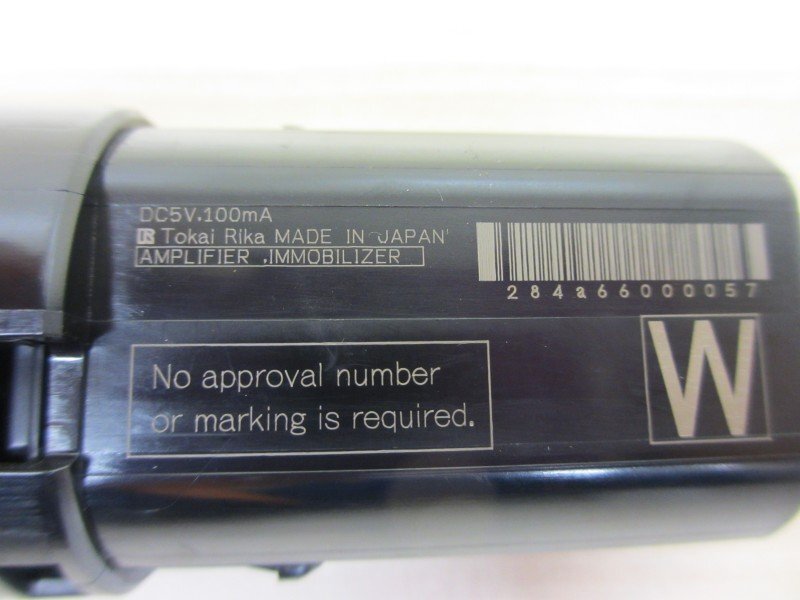 DC5V.100mA
Tokai Rika MADE IN JAPAN
AMPLIFIER ,IMMOBILIZER
284a66000057
No approval number
or marking is required.
W